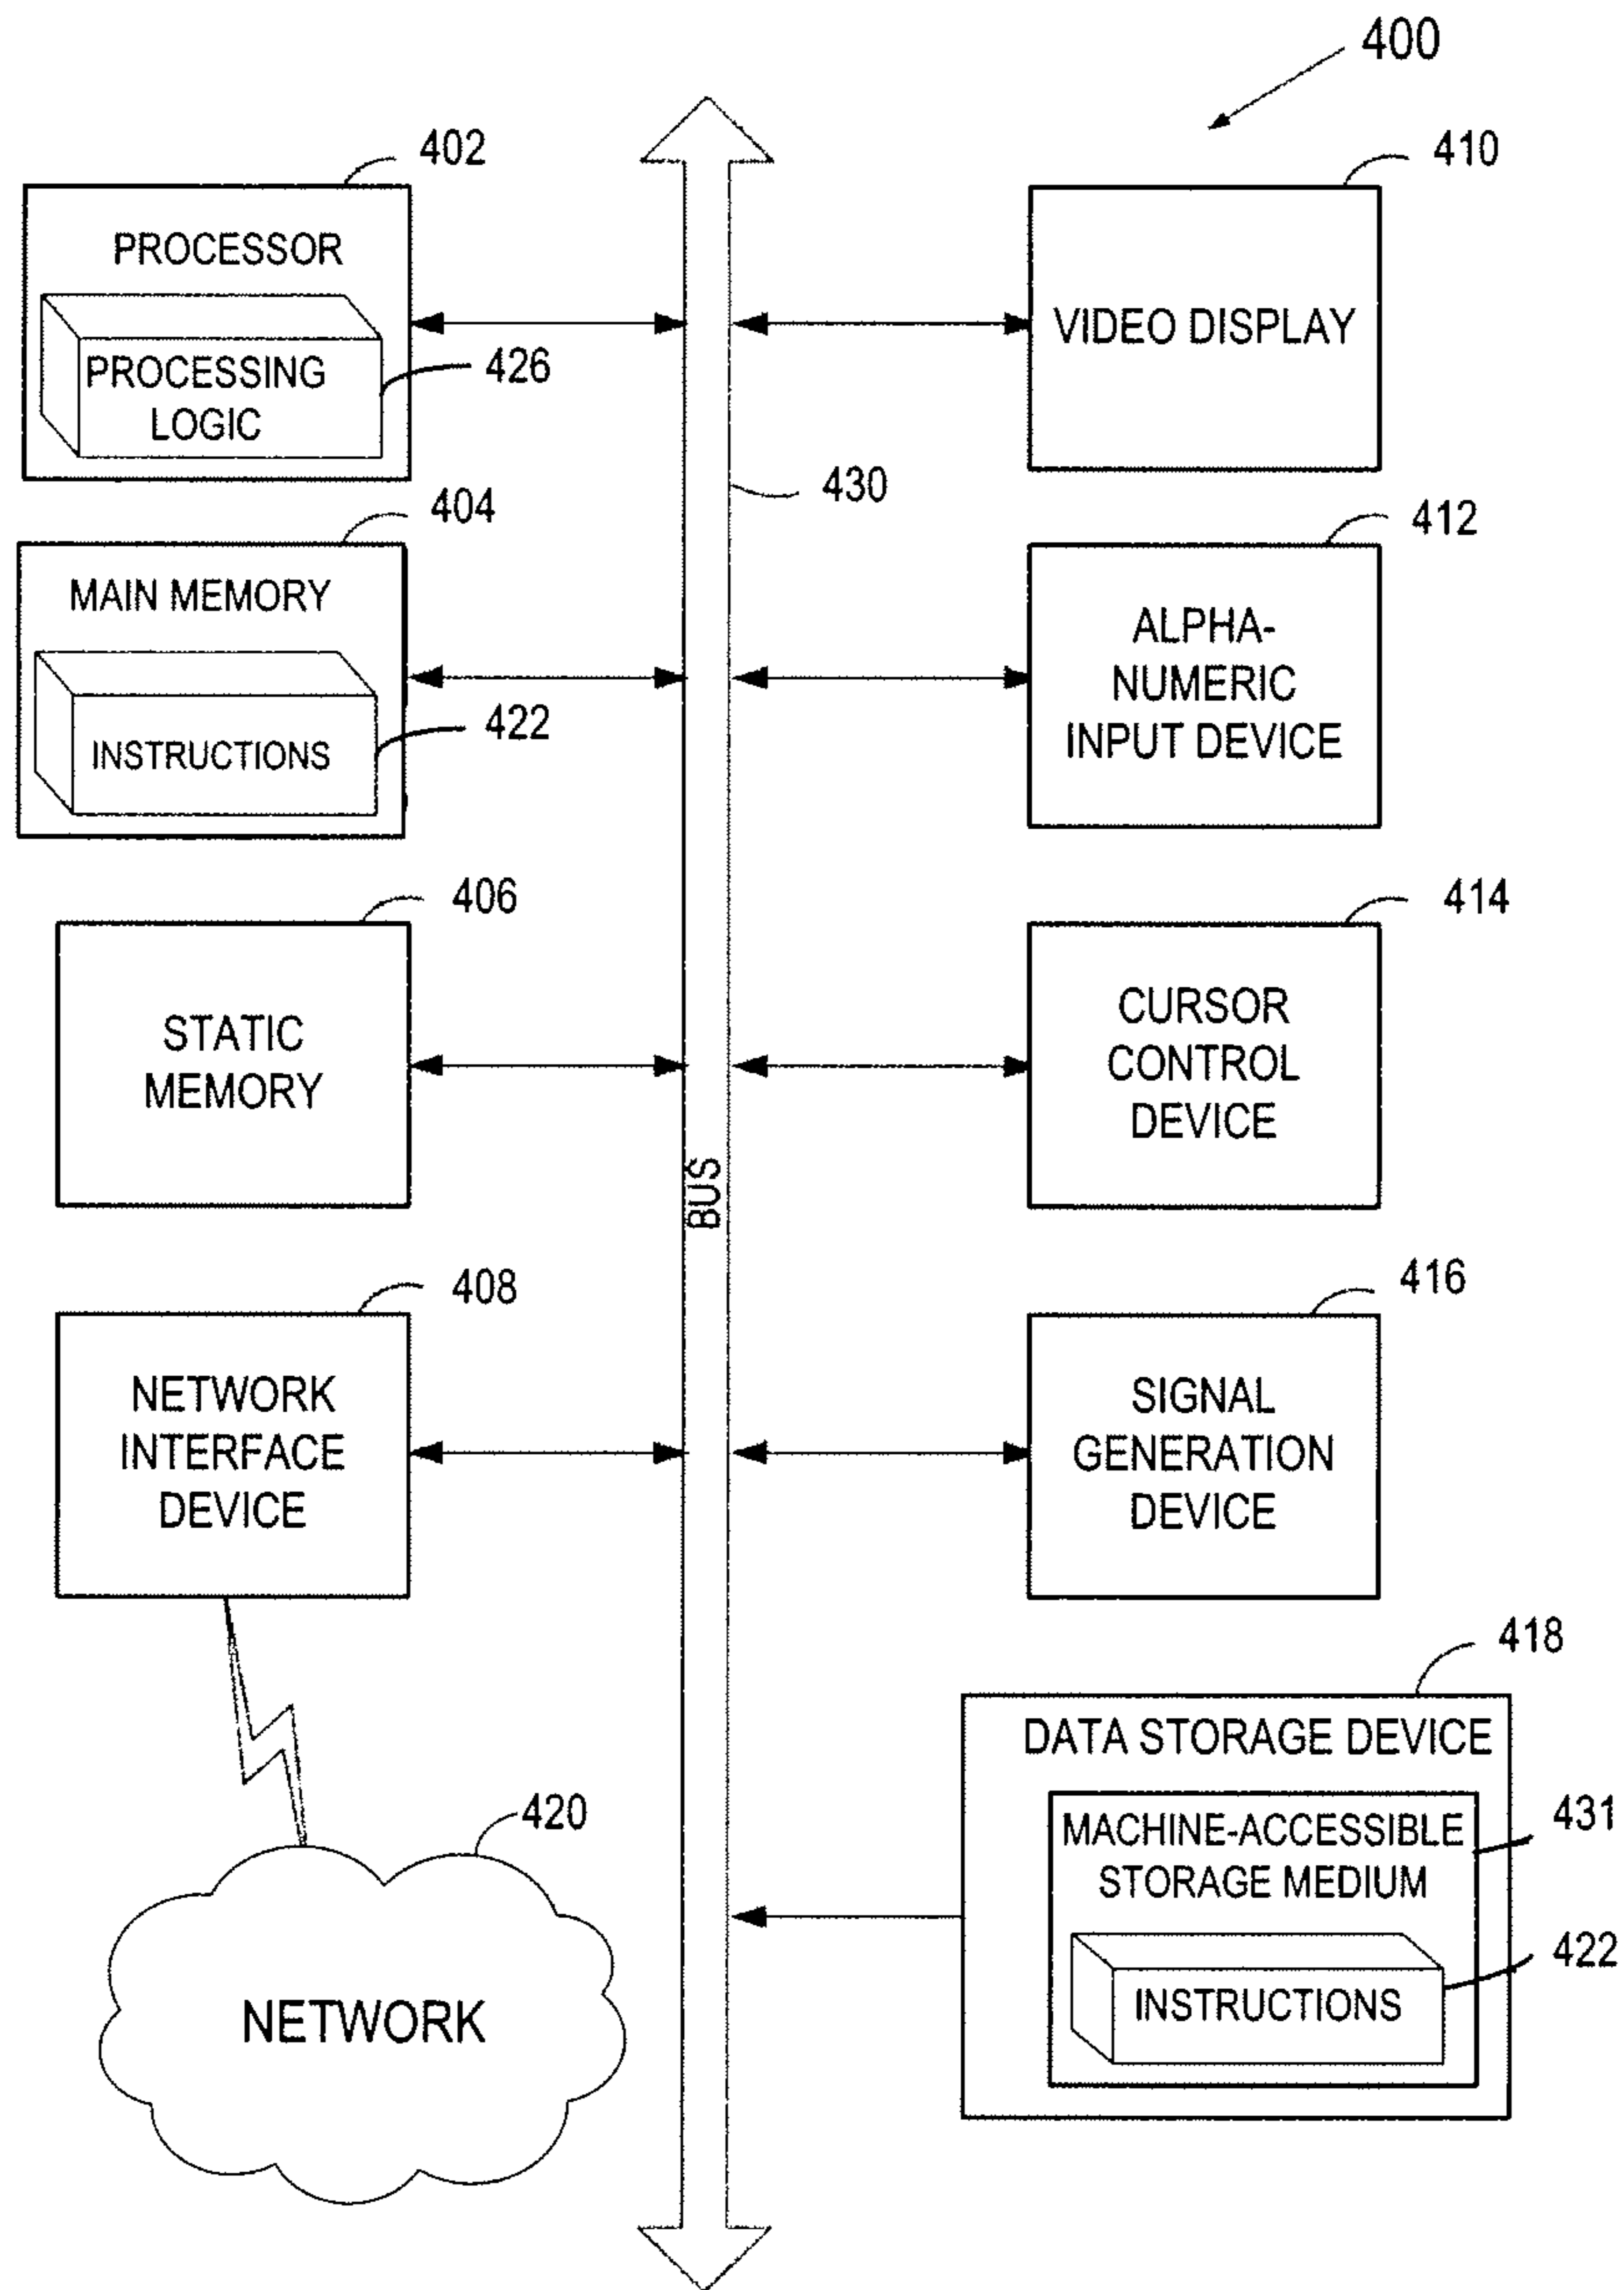 400
402
PROCESSOR
PROCESSING
LOGIC
426
404
MAIN MEMORY
INSTRUCTIONS
422
406
STATIC
MEMORY
408
NETWORK
INTERFACE
DEVICE
420
NETWORK
430
BUS
410
VIDEO DISPLAY
412
ALPHA-
NUMERIC
INPUT DEVICE
414
CURSOR
CONTROL
DEVICE
416
SIGNAL
GENERATION
DEVICE
418
DATA STORAGE DEVICE
431
MACHINE-ACCESSIBLE
STORAGE MEDIUM
422
INSTRUCTIONS